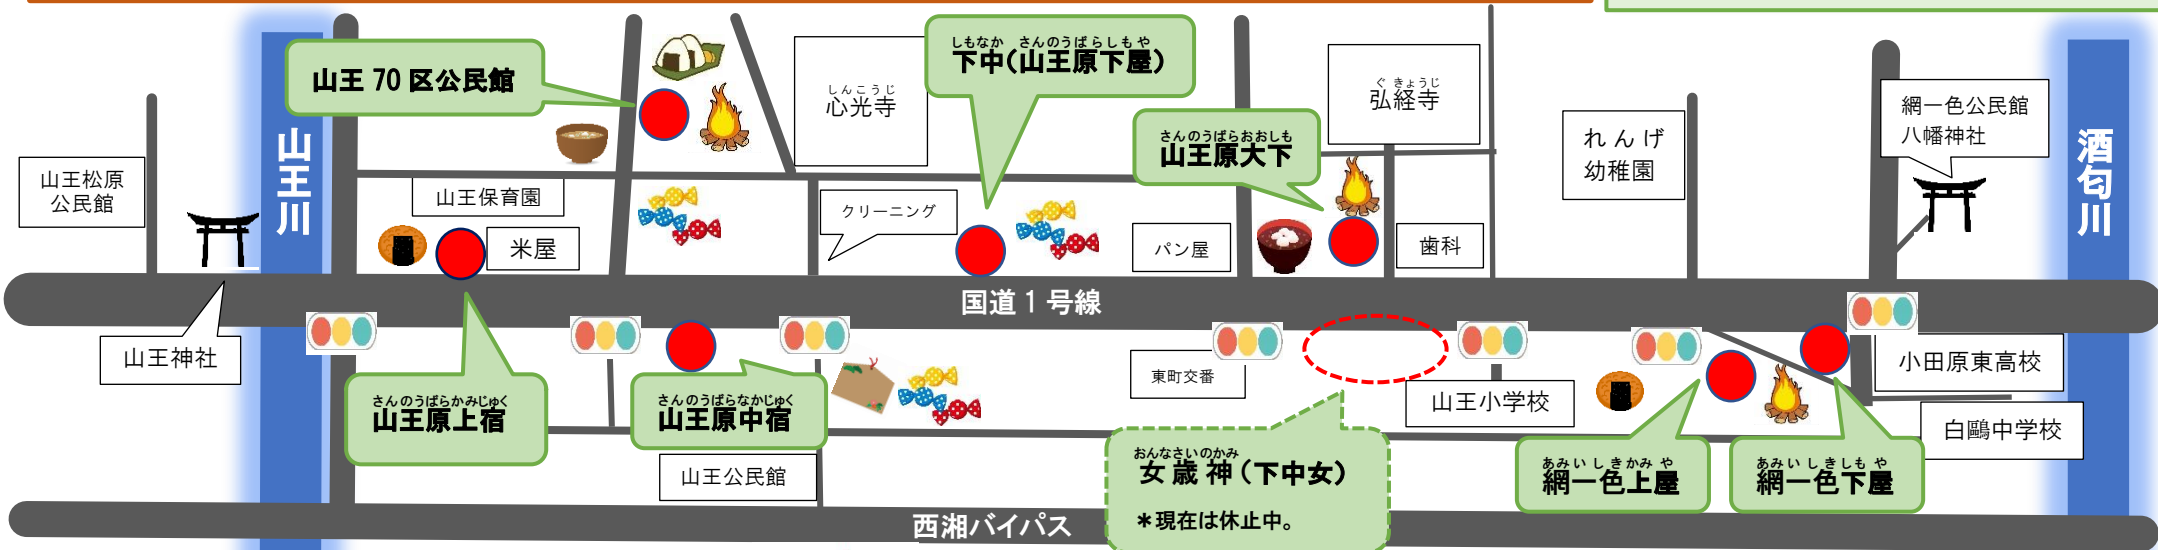 山王 70 区公民館
しもなか さんのうばらしもや
下中(山王原下屋)
しんこうじ
心光寺
ぐきょうじ
弘経寺
網一色公民館
八幡神社
山王川
酒匂川
さんのうばらおおしも
山王原大下
れんげ
幼稚園
山王松原
公民館
山王保育園
クリーニング
米屋
パン屋
歯科
国道 1 号線
山王神社
小田原東高校
東町交番
山王小学校
さんのうばらかみじゅく
山王原上宿
さんのうばらなかじゅく
山王原中宿
白鷗中学校
山王公民館
おんなさいのかみ
女歳神(下中女)
*現在は休止中。
あみいしきかみや
網一色上屋
あみいしきしもや
網一色下屋
西湘バイパス